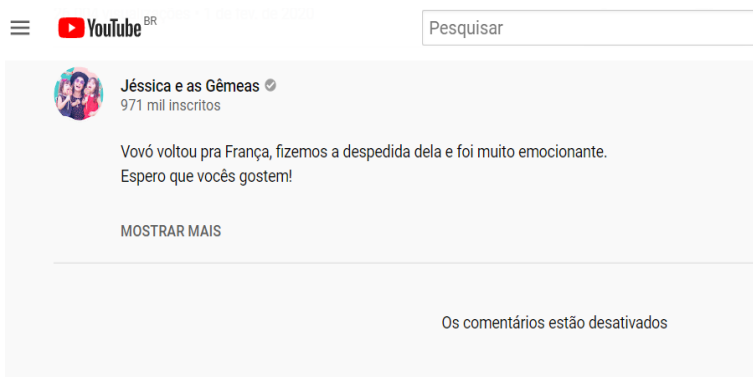 YouTube BR
Pesquisar
Jéssica e as Gêmeas
971 mil inscritos
Vovó voltou pra França, fizemos a despedida dela e foi muito emocionante.
Espero que vocês gostem!
MOSTRAR MAIS
Os comentários estão desativados